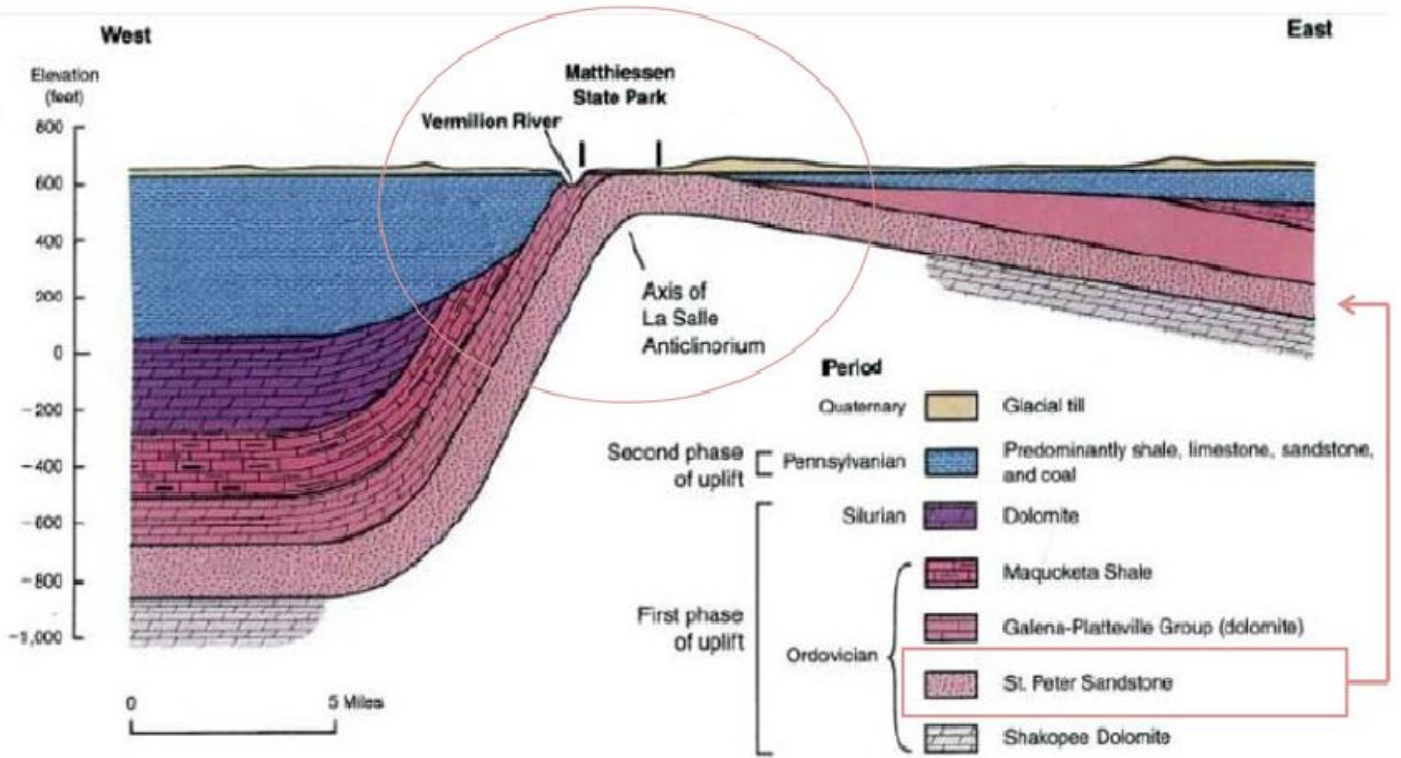 West
East
Elevation
(feet)
Matthiessen
State Park
Vermilion River
800
600
400
200
0
-200
-400
-600
-800
-1,000
Axis of
La Salle
Anticlinorium
0
5 Miles
Period
Quaternary
Glacial till
Second phase
of uplift
Pennsylvanian
Predominantly shale, limestone, sandstone,
and coal
Silurian
Dolomite
First phase
of uplift
Ordovician
Maquoketa Shale
Galena-Platteville Group (dolomite)
St. Peter Sandstone
Shakopee Dolomite